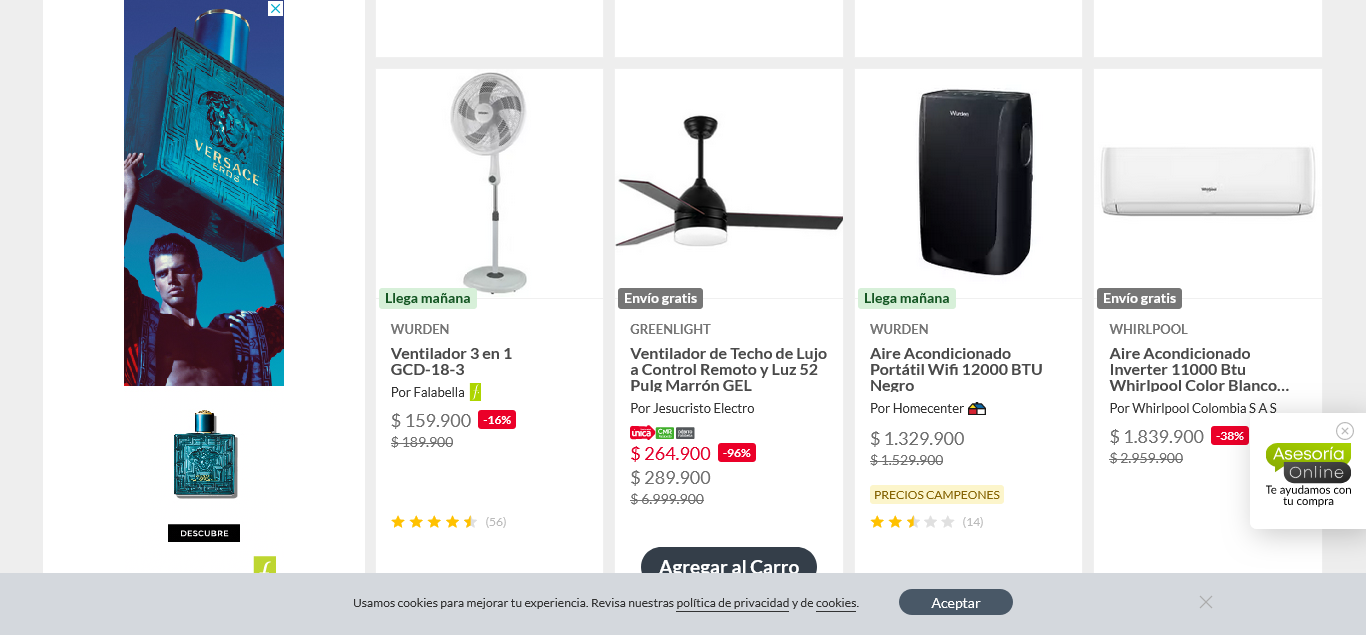 VERSACE
EROS
DESCUBRE
Llega mañana
WURDEN
Ventilador 3 en 1
GCD-18-3
Por Falabella
$ 159.900 -16%
$ 189.900
(56)
Envío gratis
GREENLIGHT
Ventilador de Techo de Lujo
a Control Remoto y Luz 52
Pulg Marrón GEL
Por Jesucristo Electro
única CMR
$ 264.900 -96%
$ 289.900
$ 6.999.900
Agregar al Carro
Wurden
Llega mañana
WURDEN
Aire Acondicionado
Portátil Wifi 12000 BTU
Negro
Por Homecenter
$ 1.329.900
$ 1.529.900
PRECIOS CAMPEONES
(14)
Whirlpool
Envío gratis
WHIRLPOOL
Aire Acondicionado
Inverter 11000 Btu
Whirlpool Color Blanco...
Por Whirlpool Colombia S A S
$ 1.839.900 -38%
$ 2.959.900
Asesoría
Online
Te ayudamos con
tu compra
Usamos cookies para mejorar tu experiencia. Revisa nuestras política de privacidad y de cookies.
Aceptar